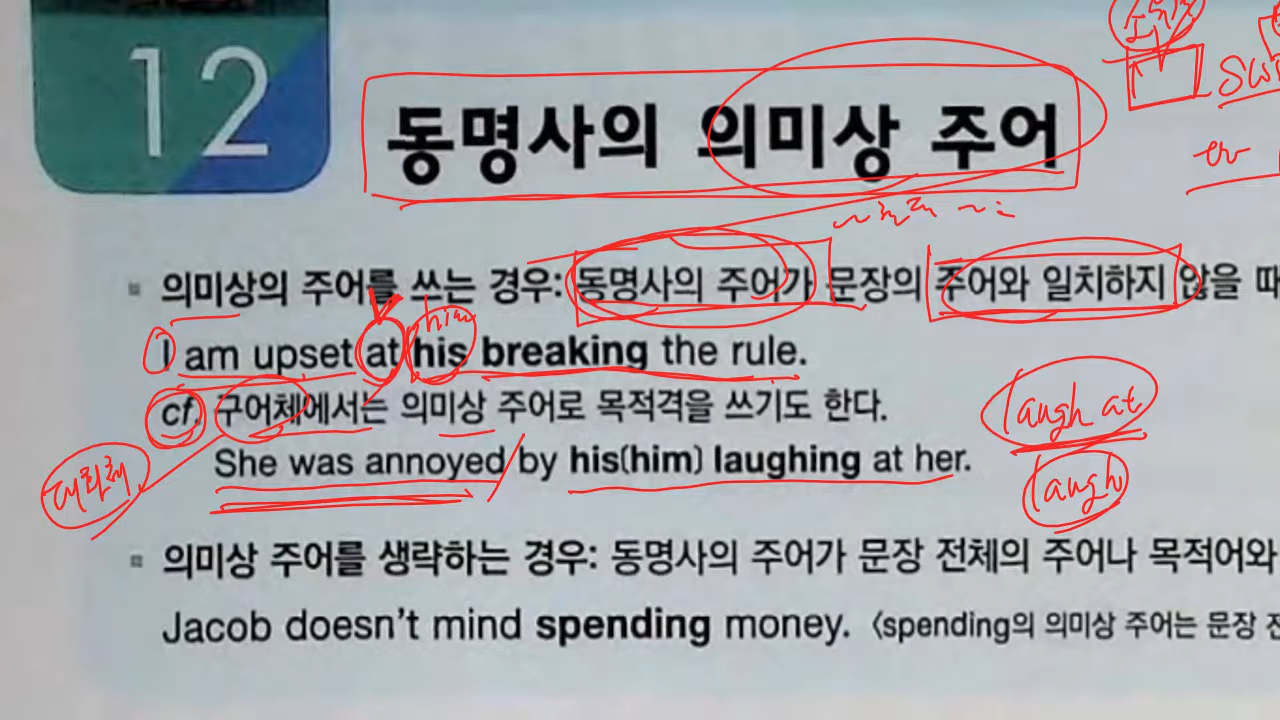 12
동명사의 의미상 주어
의미상의 주어를 쓰는 경우: 동명사의 주어가 문장의 주어와 일치하지 않을 때
him
I am upset at his breaking the rule.
cf. 구어체에서는 의미상 주어로 목적격을 쓰기도 한다.
laugh at
She was annoyed by his(him) laughing at her.
laugh
의미상 주어를 생략하는 경우: 동명사의 주어가 문장 전체의 주어나 목적어와
Jacob doesn't mind spending money. 〈spending의 의미상 주어는 문장 전